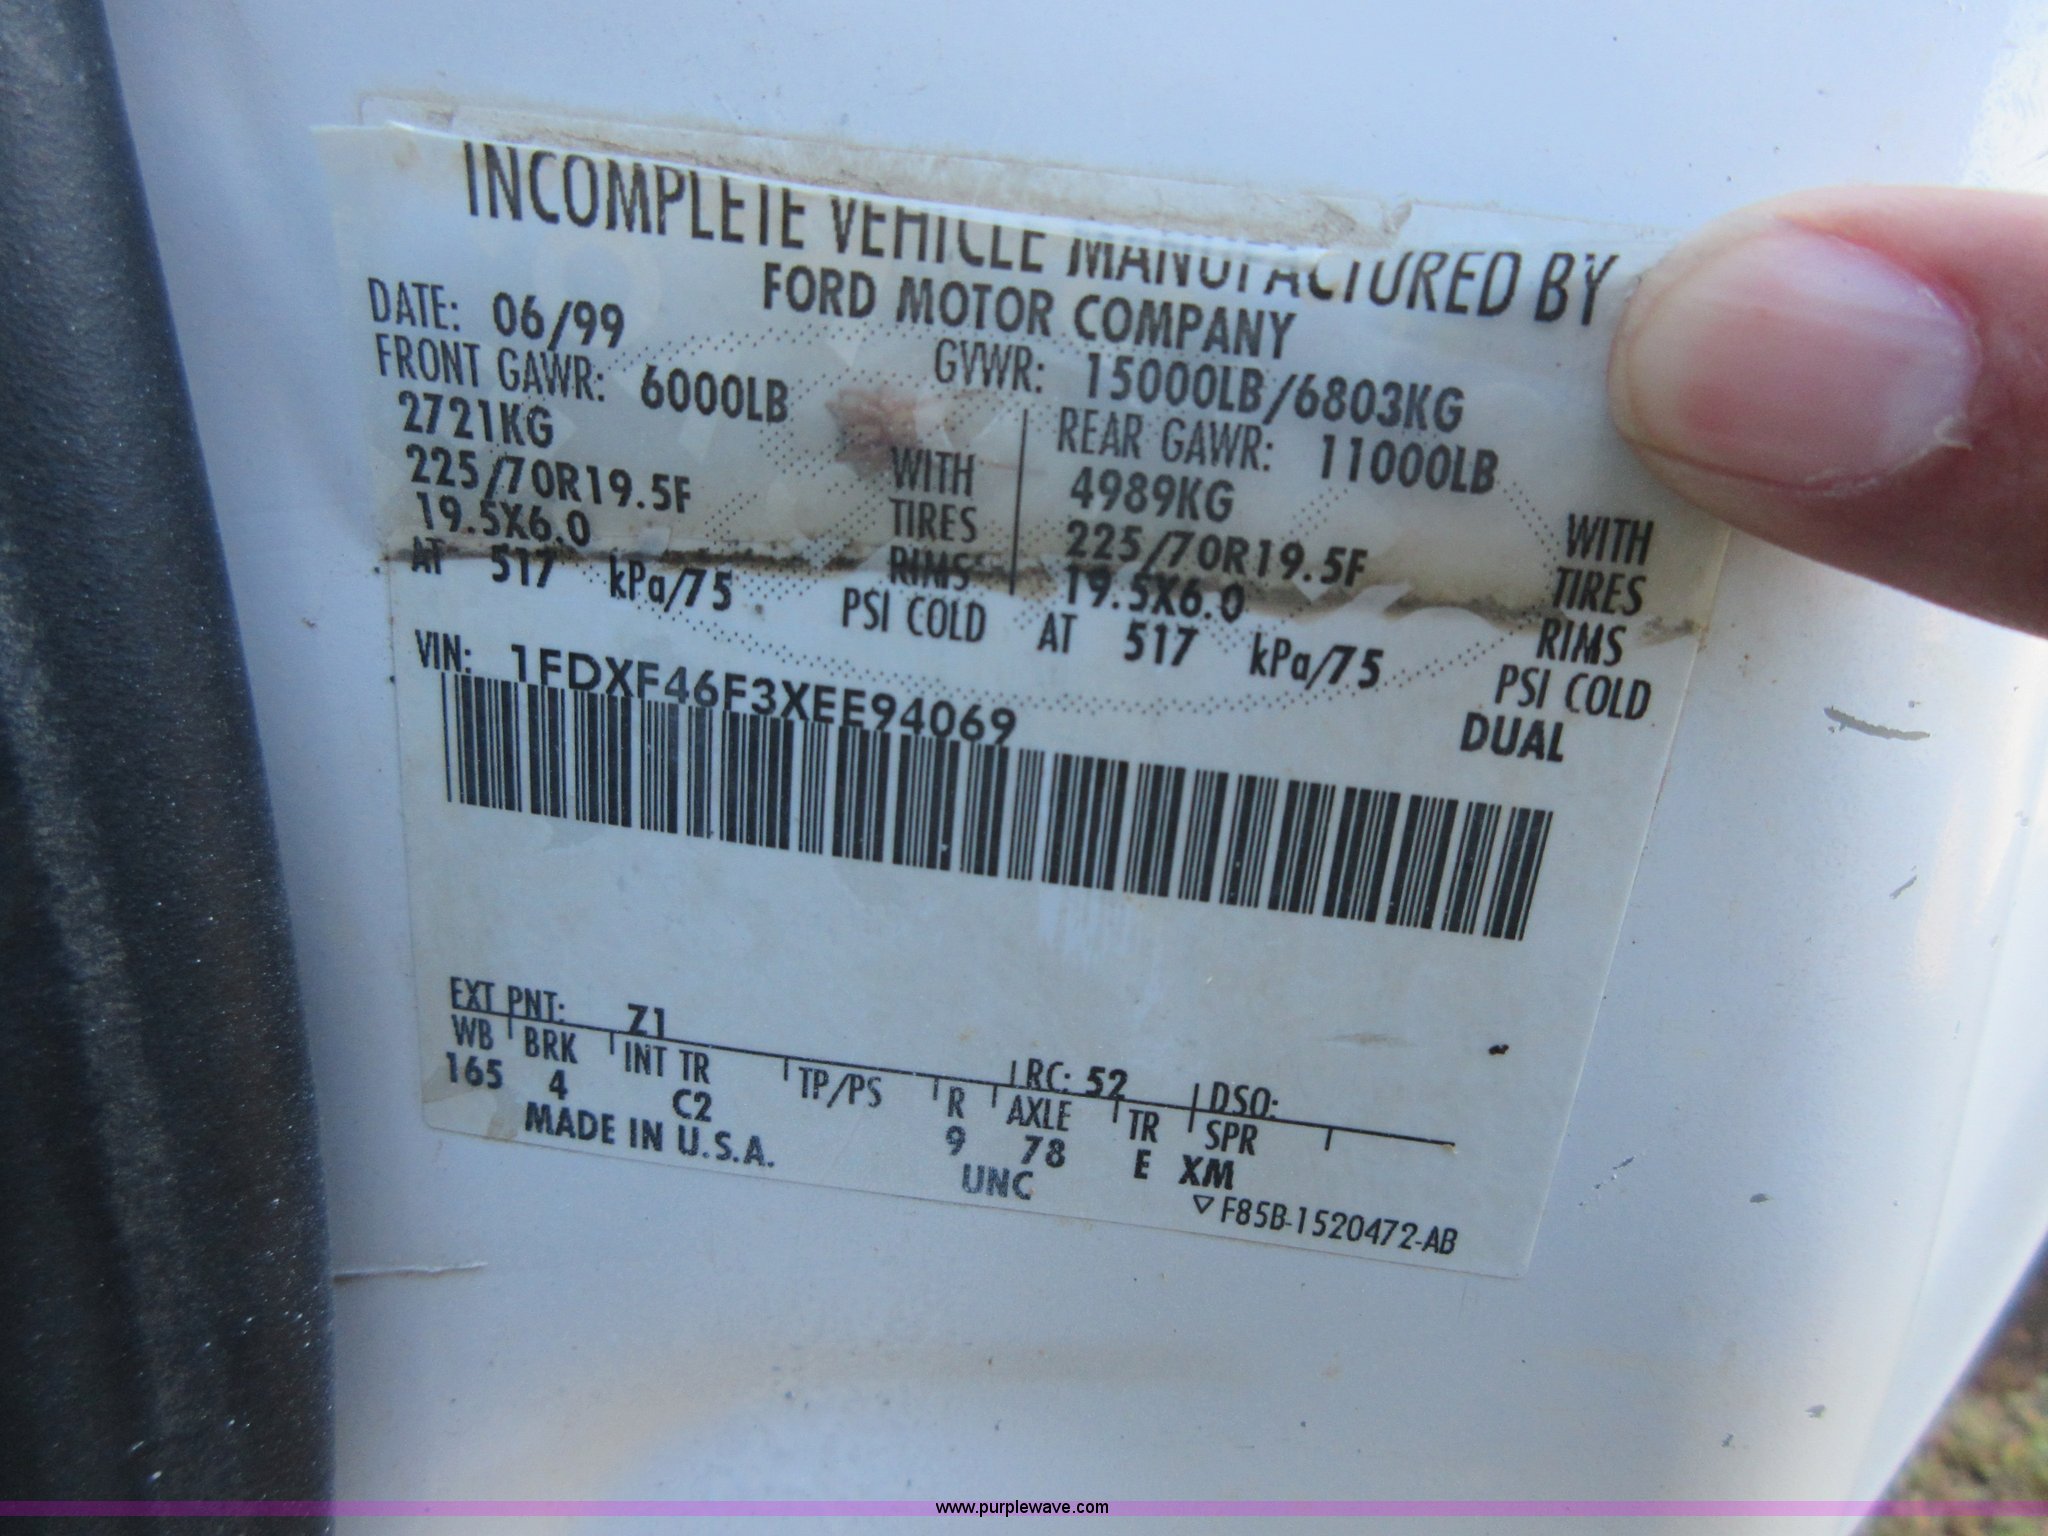 INCOMPLETE VEHICLE MANUFACTURED BY
FORD MOTOR COMPANY
DATE: 06/99 GVWR: 15000LB/6803KG
FRONT GAWR: 6000LB REAR GAWR: 11000LB
2721KG WITH 4989KG WITH
225/70R19.5F TIRES 225/70R19.5F TIRES
19.5X6.0 RIMS 19.5X6.0 RIMS
AT 517 kPa/75 PSI COLD AT 517 kPa/75 PSI COLD
DUAL
VIN: 1FDXF46F3XEE94069
EXT PNT: Z1 RC: 52 DSO:
WB BRK INT TR TP/PS R AXLE TR SPR
165 4 C2 9 78 E XM
MADE IN U.S.A. UNC
▽F85B-1520472-AB
www.purplewave.com